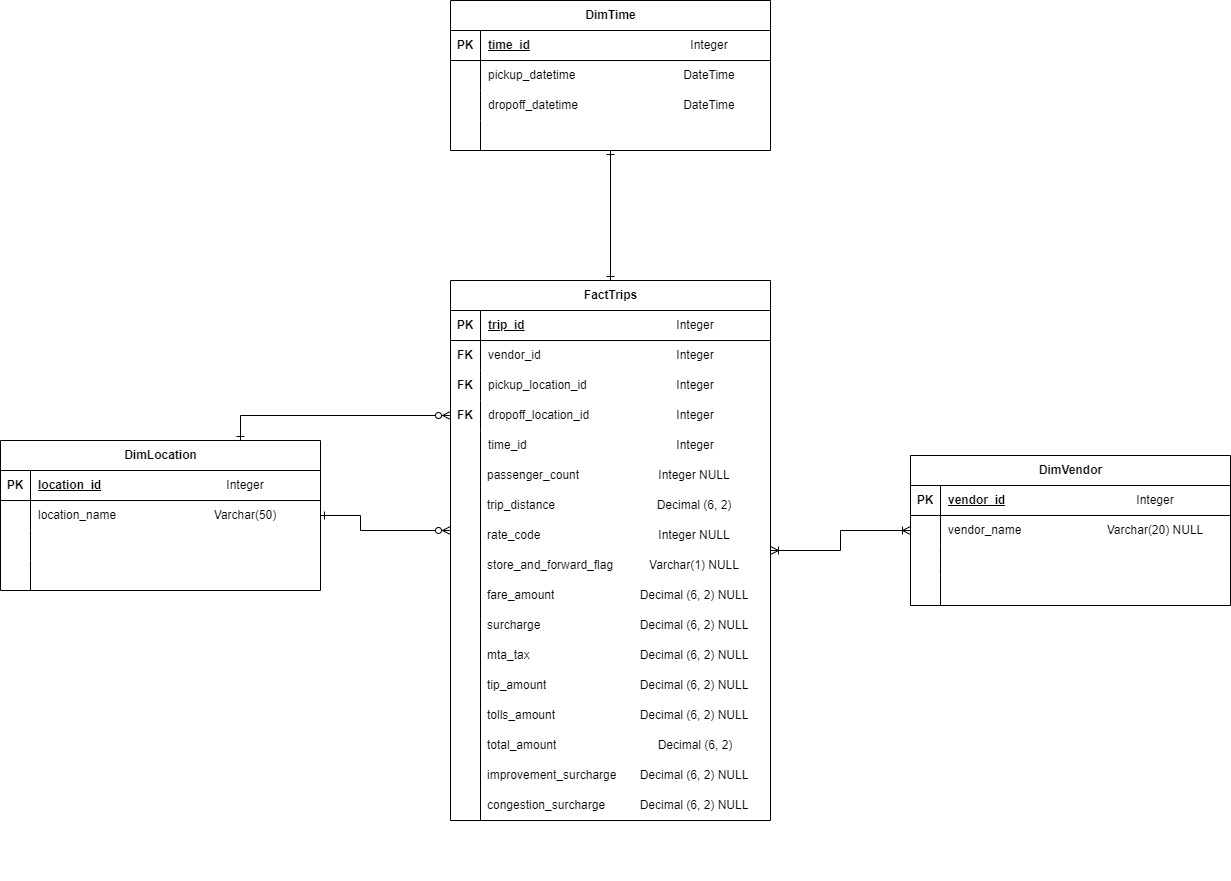 DimTime
PK time_id Integer
pickup_datetime DateTime
dropoff_datetime DateTime
FactTrips
PK trip_id Integer
FK vendor_id Integer
FK pickup_location_id Integer
FK dropoff_location_id Integer
time_id Integer
passenger_count Integer NULL
trip_distance Decimal (6, 2)
rate_code Integer NULL
store_and_forward_flag Varchar(1) NULL
fare_amount Decimal (6, 2) NULL
surcharge Decimal (6, 2) NULL
mta_tax Decimal (6, 2) NULL
tip_amount Decimal (6, 2) NULL
tolls_amount Decimal (6, 2) NULL
total_amount Decimal (6, 2)
improvement_surcharge Decimal (6, 2) NULL
congestion_surcharge Decimal (6, 2) NULL
DimLocation
PK location_id Integer
location_name Varchar(50)
DimVendor
PK vendor_id Integer
vendor_name Varchar(20) NULL